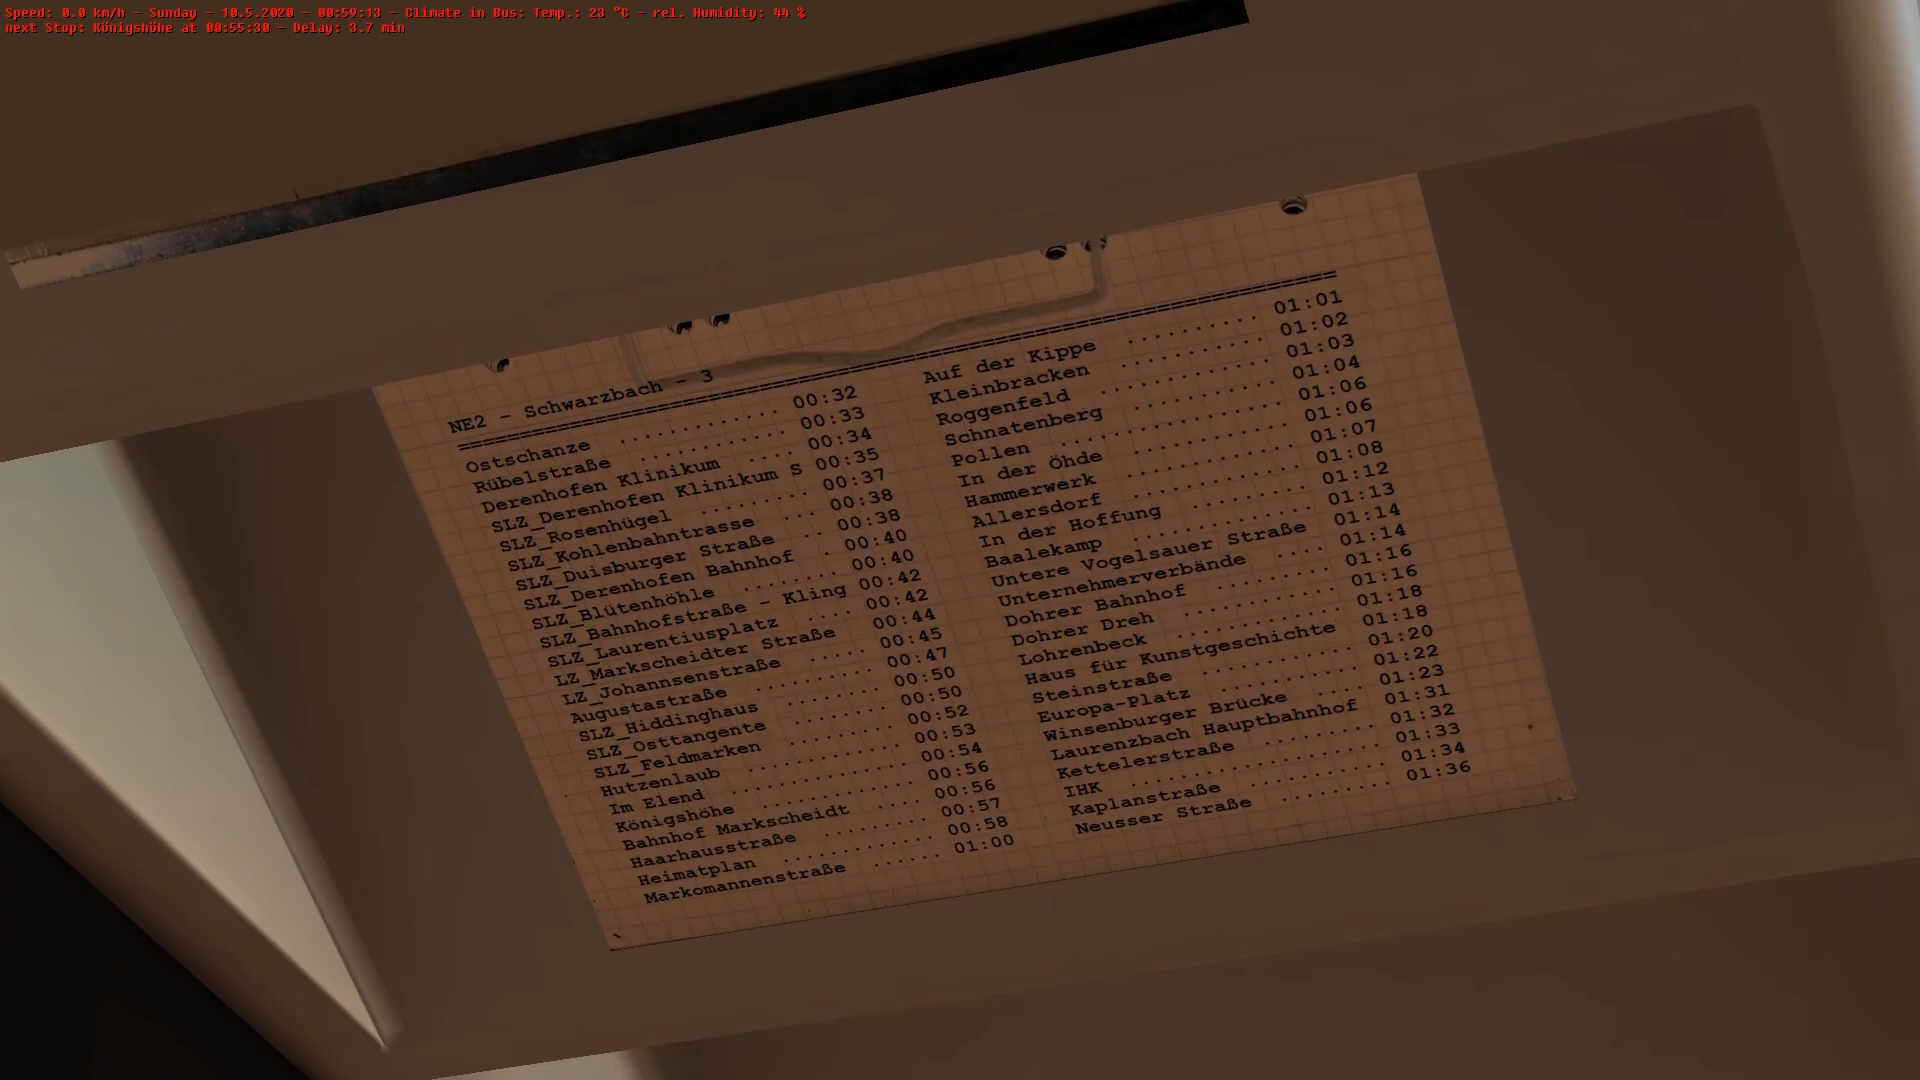 Speed: 0.0 km/h - Sunday - 10.5.2020 - 00:59:13 - Climate in Bus: Temp.: 23 °C - rel. Humidity: 44 %
next Stop: Königshöhe at 00:55:30 - Delay: 3.7 min
NE2 - Schwarzbach - 3
Ostschanze ........... 00:32
Rübelstraße .......... 00:33
Derenhofen Klinikum .... 00:34
SLZ_Derenhofen Klinikum S 00:35
SLZ_Rosenhügel ........ 00:37
SLZ_Kohlenbahntrasse ... 00:38
SLZ_Duisburger Straße .. 00:38
SLZ_Derenhofen Bahnhof . 00:40
SLZ_Blütenhöhle ....... 00:40
SLZ_Bahnhofstraße - Kling 00:42
SLZ_Laurentiusplatz .... 00:42
LZ_Markscheidter Straße 00:44
LZ_Johannsenstraße ..... 00:45
Augustastraße ......... 00:47
SLZ_Hiddinghaus ....... 00:50
SLZ_Osttangente ....... 00:50
SLZ_Feldmarken ........ 00:52
Hutzenlaub ........... 00:53
Im Elend ............. 00:54
Königshöhe ........... 00:56
Bahnhof Markscheidt .... 00:56
Haarhausstraße ........ 00:57
Heimatplan ........... 00:58
Markomannenstraße ...... 01:00
Auf der Kippe ......... 01:01
Kleinbracken .......... 01:02
Roggenfeld ........... 01:03
Schnatenberg .......... 01:04
Pollen .............. 01:06
In der Öhde .......... 01:06
Hammerwerk ........... 01:07
Allersdorf ........... 01:08
In der Hoffung ........ 01:12
Baalekamp ............ 01:13
Untere Vogelsauer Straße 01:14
Unternehmerverbände .... 01:14
Dohrer Bahnhof ........ 01:16
Dohrer Dreh .......... 01:16
Lohrenbeck ........... 01:18
Haus für Kunstgeschichte 01:18
Steinstraße .......... 01:20
Europa-Platz .......... 01:22
Winsenburger Brücke .... 01:23
Laurenzbach Hauptbahnhof 01:31
Kettelerstraße ........ 01:32
IHK ................. 01:33
Kaplanstraße .......... 01:34
Neusser Straße ........ 01:36